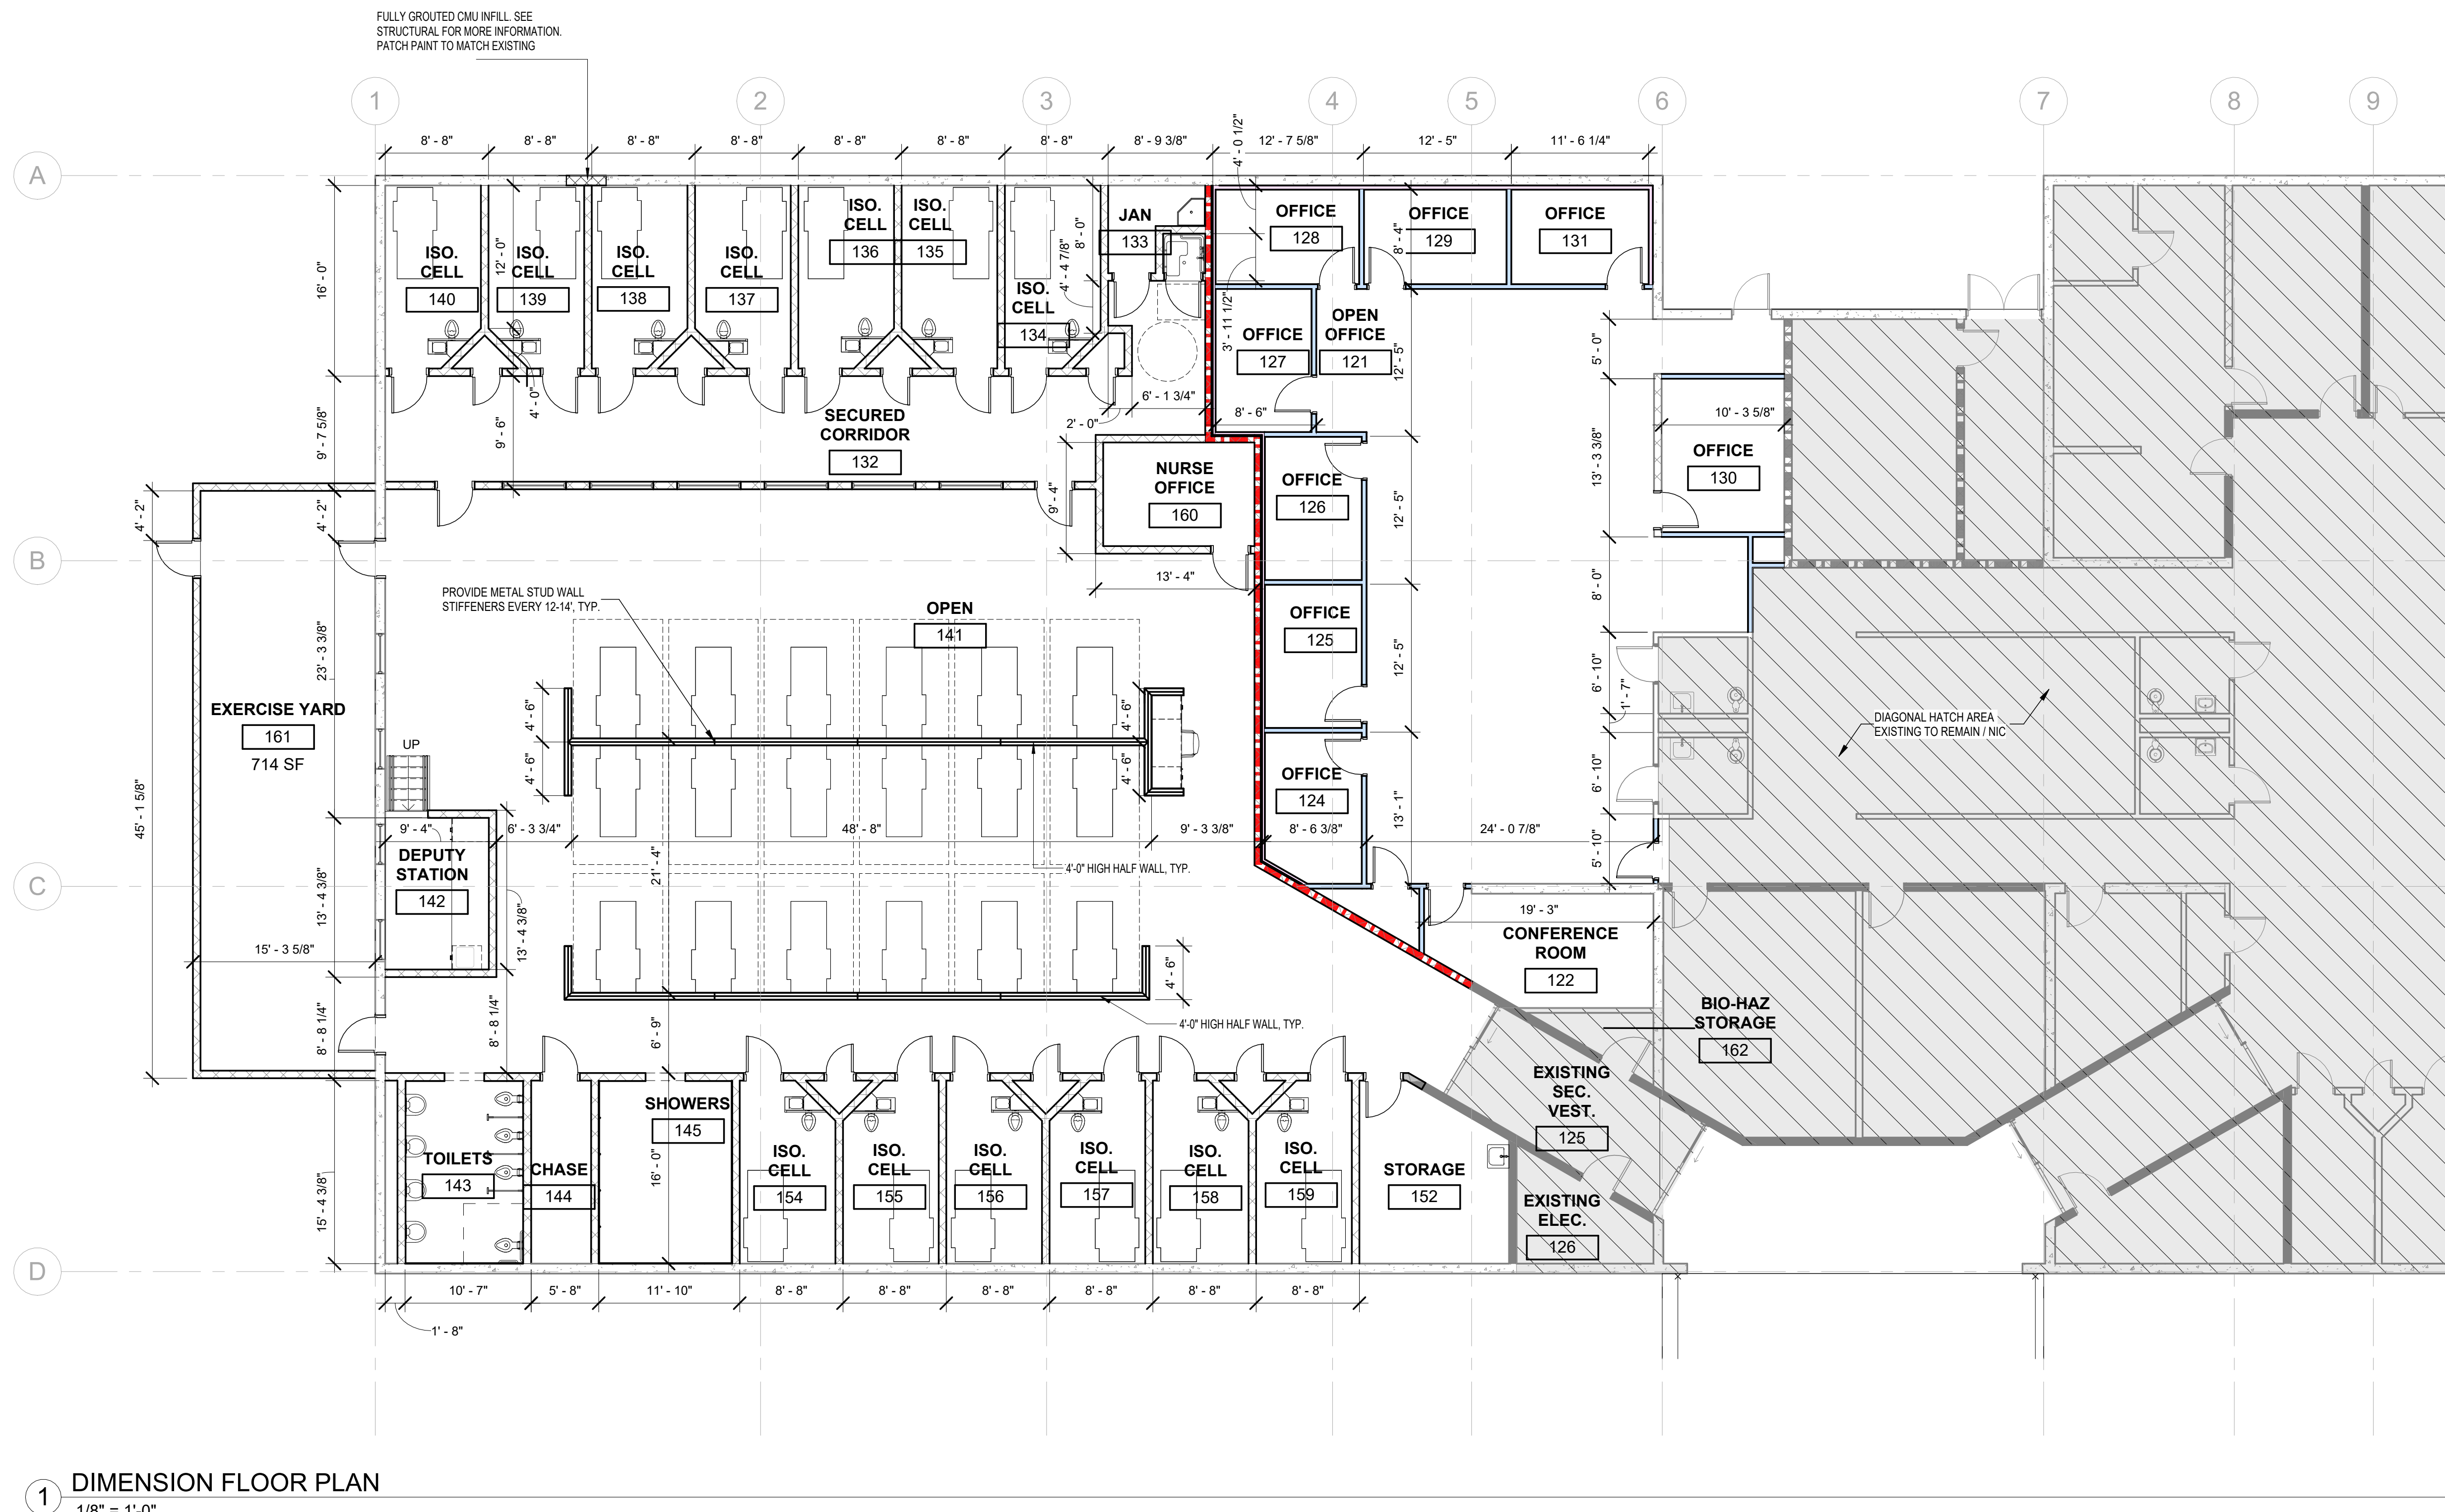 FULLY GROUTED CMU INFILL. SEE
STRUCTURAL FOR MORE INFORMATION.
PATCH PAINT TO MATCH EXISTING
1
2
3
4
5
6
7
8
9
8' - 8"
8' - 8"
8' - 8"
8' - 8"
8' - 8"
8' - 8"
8' - 8"
8' - 9 3/8"
4' - 0 1/2"
12' - 7 5/8"
12' - 5"
11' - 6 1/4"
A
16' - 0"
ISO.
CELL
140
12' - 0"
ISO.
CELL
139
ISO.
CELL
138
ISO.
CELL
137
ISO.
CELL
136
ISO.
CELL
135
ISO.
CELL
134
4' - 4 7/8"
8' - 0"
JAN
133
OFFICE
128
8' - 4"
OFFICE
129
OFFICE
131
3' - 11 1/2"
OFFICE
127
OPEN
OFFICE
121
12' - 5"
5' - 0"
9' - 7 5/8"
9' - 6"
4' - 0"
SECURED
CORRIDOR
132
2' - 0"
6' - 1 3/4"
8' - 6"
10' - 3 5/8"
13' - 3 3/8"
OFFICE
130
NURSE
OFFICE
160
9' - 4"
13' - 4"
OFFICE
126
12' - 5"
4' - 2"
4' - 2"
B
PROVIDE METAL STUD WALL
STIFFENERS EVERY 12-14', TYP.
OPEN
141
OFFICE
125
12' - 5"
8' - 0"
23' - 3 3/8"
EXERCISE YARD
161
714 SF
UP
4' - 6"
4' - 6"
4' - 6"
4' - 6"
6' - 10"
1' - 7"
6' - 10"
DIAGONAL HATCH AREA
EXISTING TO REMAIN / NIC
45' - 1 5/8"
OFFICE
124
13' - 1"
9' - 4"
6' - 3 3/4"
48' - 8"
9' - 3 3/8"
8' - 6 3/8"
24' - 0 7/8"
5' - 10"
DEPUTY
STATION
142
21' - 4"
4'-0" HIGH HALF WALL, TYP.
C
13' - 4 3/8"
13' - 4 3/8"
15' - 3 5/8"
4' - 6"
19' - 3"
CONFERENCE
ROOM
122
8' - 8 1/4"
8' - 8 1/4"
6' - 9"
4'-0" HIGH HALF WALL, TYP.
BIO-HAZ
STORAGE
162
EXISTING
SEC.
VEST.
125
15' - 4 3/8"
TOILETS
143
CHASE
144
SHOWERS
145
16' - 0"
ISO.
CELL
154
ISO.
CELL
155
ISO.
CELL
156
ISO.
CELL
157
ISO.
CELL
158
ISO.
CELL
159
STORAGE
152
EXISTING
ELEC.
126
D
10' - 7"
5' - 8"
11' - 10"
8' - 8"
8' - 8"
8' - 8"
8' - 8"
8' - 8"
8' - 8"
1' - 8"
1
DIMENSION FLOOR PLAN
1/8" = 1'-0"